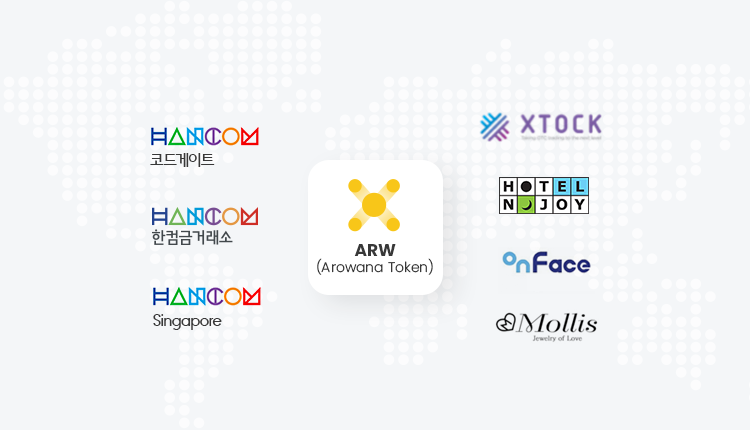 HANCOM
코드게이트
HANCOM
한컴금거래소
HANCOM
Singapore
ARW
(Arowana Token)
XTOCK
HOTEL
NOJOY
OnFace
Mollis
Jewelry of Love